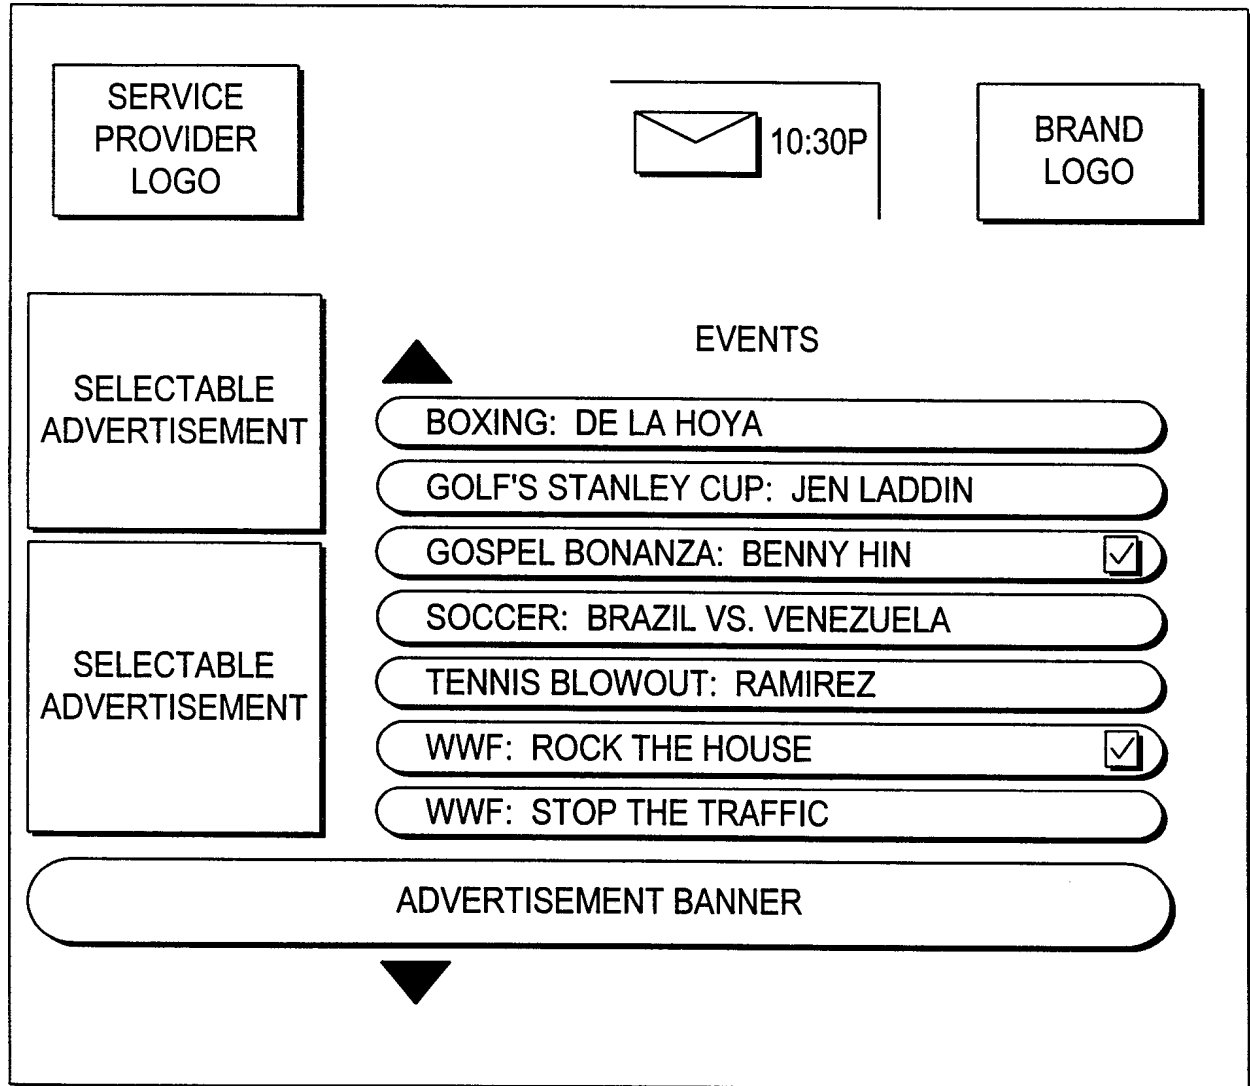 SERVICE
PROVIDER
LOGO
10:30P
BRAND
LOGO
SELECTABLE
ADVERTISEMENT
SELECTABLE
ADVERTISEMENT
EVENTS
BOXING: DE LA HOYA
GOLF'S STANLEY CUP: JEN LADDIN
GOSPEL BONANZA: BENNY HIN
SOCCER: BRAZIL VS. VENEZUELA
TENNIS BLOWOUT: RAMIREZ
WWF: ROCK THE HOUSE
WWF: STOP THE TRAFFIC
ADVERTISEMENT BANNER